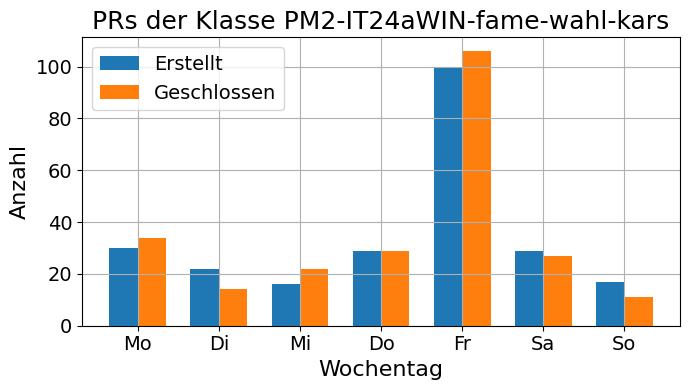 PRs der Klasse PM2-IT24aWIN-fame-wahl-kars
Erstellt
Geschlossen
Anzahl
100
80
60
40
20
0
Mo Di Mi Do Fr Sa So
Wochentag